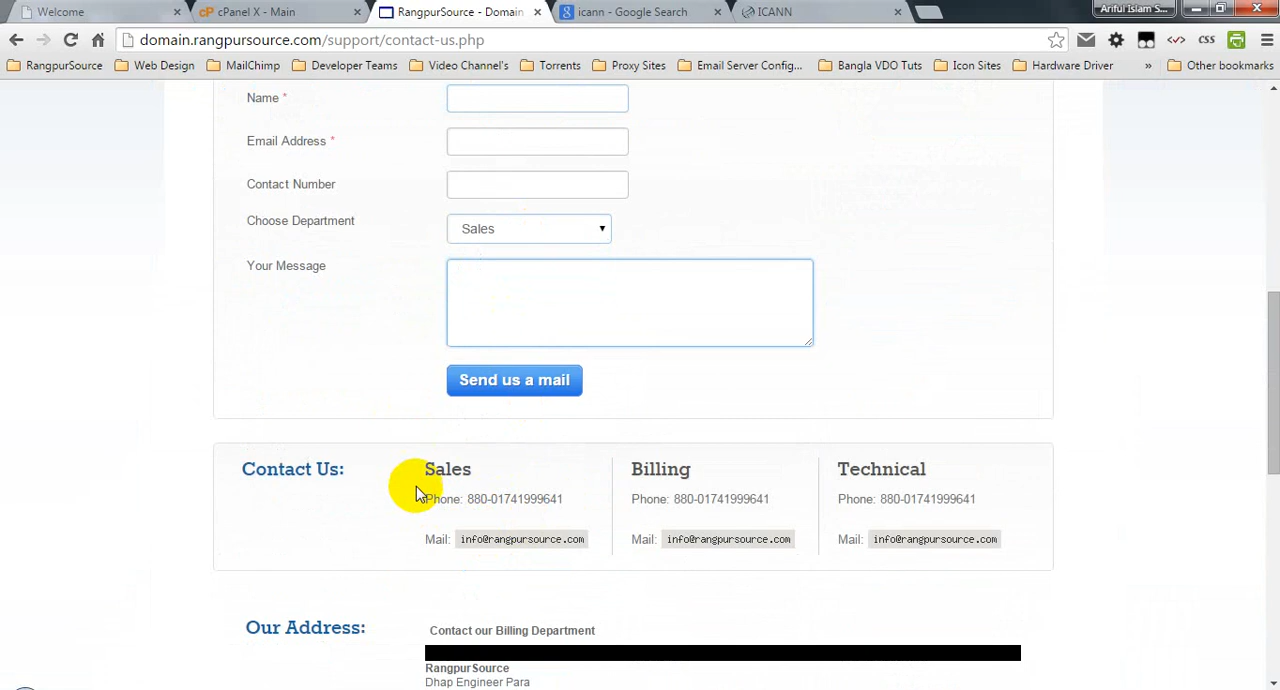 Welcome
cPanel X - Main
RangpurSource - Domain
icann - Google Search
ICANN
Ariful Islam S...
domain.rangpursource.com/support/contact-us.php
RangpurSource
Web Design
MailChimp
Developer Teams
Video Channel's
Torrents
Proxy Sites
Email Server Config...
Bangla VDO Tuts
Icon Sites
Hardware Driver
»
Other bookmarks
Name *
Email Address *
Contact Number
Choose Department
Sales
Your Message
Send us a mail
Contact Us:
Sales
Phone: 880-01741999641
Mail: info@rangpursource.com
Billing
Phone: 880-01741999641
Mail: info@rangpursource.com
Technical
Phone: 880-01741999641
Mail: info@rangpursource.com
Our Address:
Contact our Billing Department
RangpurSource
Dhap Engineer Para